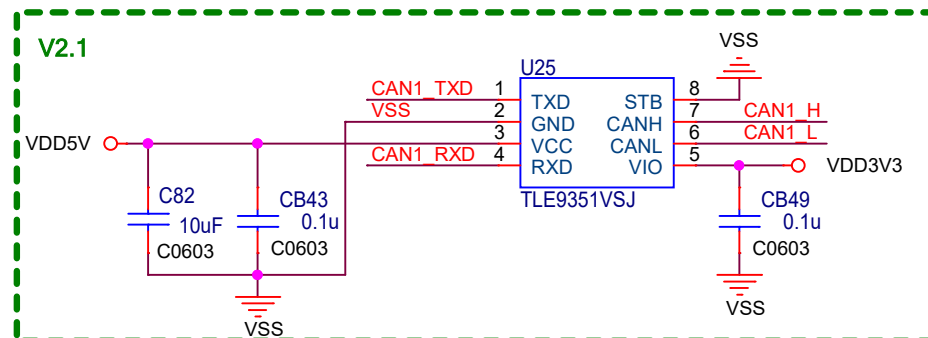 V2.1
VSS
U25
CAN1_TXD 1 TXD STB 8
VSS 2 GND CANH 7 CAN1_H
VDD5V 3 VCC CANL 6 CAN1_L
CAN1_RXD 4 RXD VIO 5 VDD3V3
TLE9351VSJ
C82 CB43 CB49
10uF 0.1u 0.1u
C0603 C0603 C0603
VSS VSS